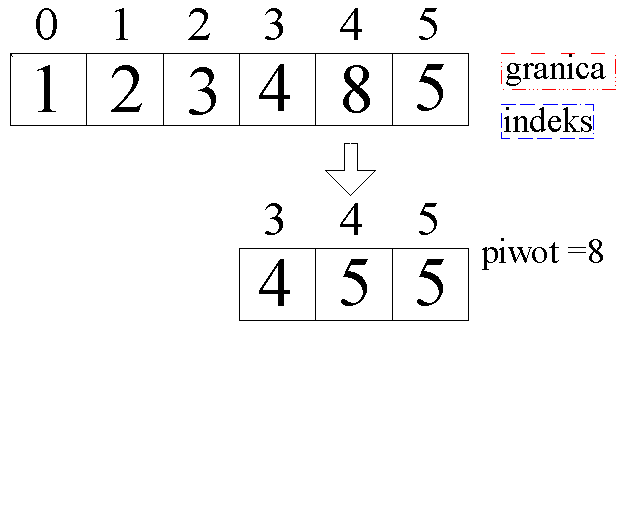 0 1 2 3 4 5
1 2 3 4 8 5
granica
indeks
3 4 5
4 5 5
piwot =8